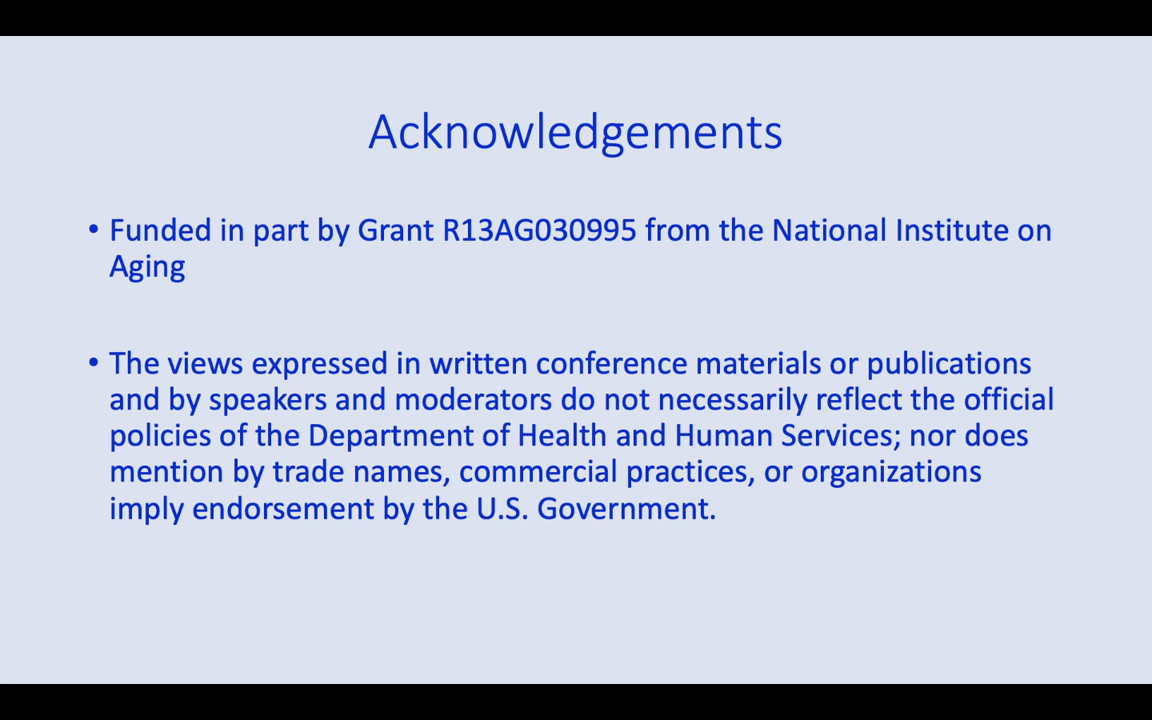 Acknowledgements
• Funded in part by Grant R13AG030995 from the National Institute on
Aging
• The views expressed in written conference materials or publications
and by speakers and moderators do not necessarily reflect the official
policies of the Department of Health and Human Services; nor does
mention by trade names, commercial practices, or organizations
imply endorsement by the U.S. Government.